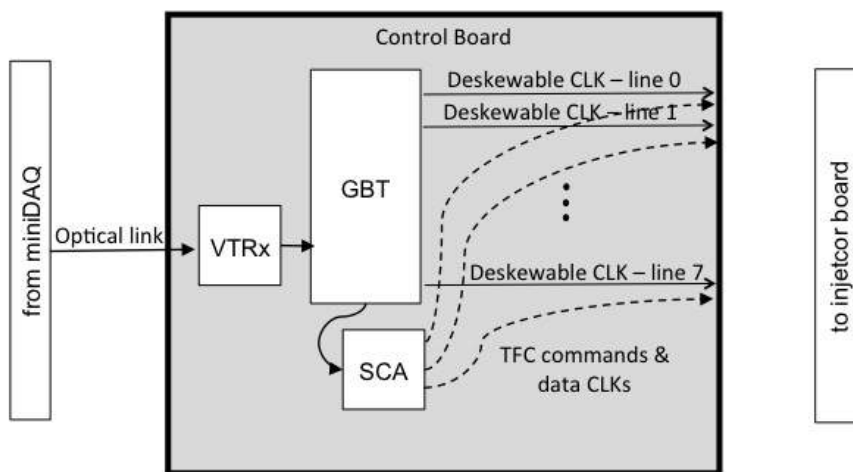 Control Board
Deskewable CLK – line 0
Deskewable CLK – line 1
GBT
from miniDAQ
Optical link
VTRx
Deskewable CLK – line 7
to injetcor board
SCA
TFC commands &
data CLKs